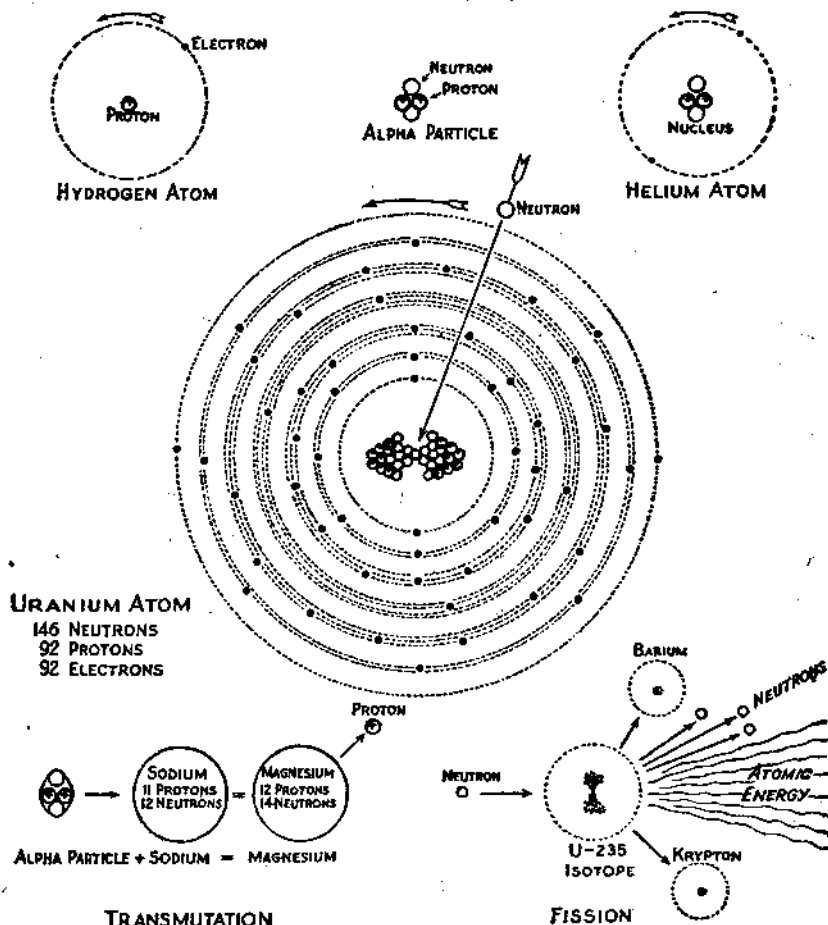 ELECTRON
PROTON
HYDROGEN ATOM
NEUTRON
PROTON
ALPHA PARTICLE
NUCLEUS
HELIUM ATOM
NEUTRON
URANIUM ATOM
146 NEUTRONS
92 PROTONS
92 ELECTRONS
PROTON
SODIUM
11 PROTONS
12 NEUTRONS
=
MAGNESIUM
12 PROTONS
14 NEUTRONS
ALPHA PARTICLE + SODIUM = MAGNESIUM
TRANSMUTATION
BARIUM
NEUTRONS
NEUTRON
ATOMIC
ENERGY
U-235
ISOTOPE
KRYPTON
FISSION